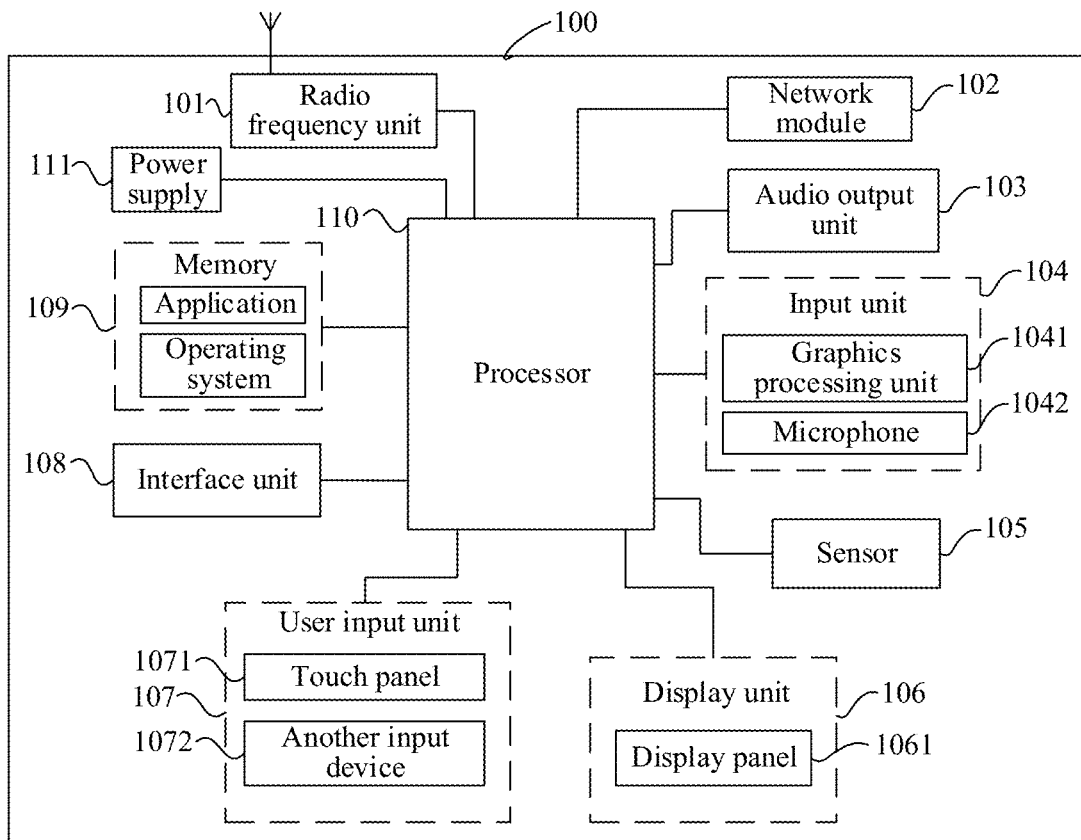 100
101
Radio
frequency unit
Network
module
102
111
Power
supply
110
Audio output
unit
103
109
Memory
Application
Operating
system
Processor
104
Input unit
Graphics
processing unit
1041
Microphone
1042
108
Interface unit
Sensor
105
User input unit
1071
Touch panel
107
1072
Another input
device
Display unit
106
Display panel
1061